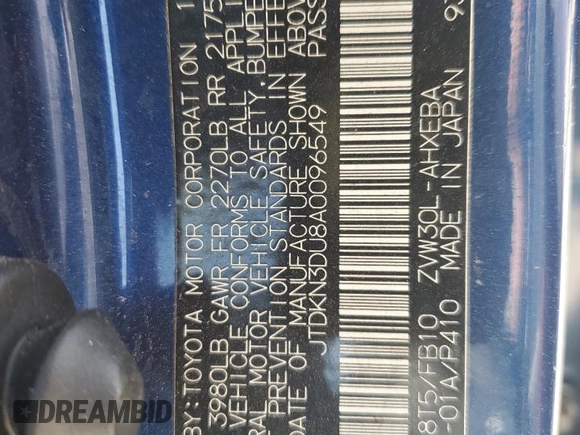 BY: TOYOTA MOTOR CORPORATION 1
3980LB GAWR FR 2270LB RR 2175
VEHICLE CONFORMS TO ALL APPLI
RAL MOTOR VEHICLE SAFETY, BUMPE
T PREVENTION STANDARDS IN EFFE
DATE OF MANUFACTURE SHOWN ABOV
JTDKN3DU8A0096549 PASS
8T5/FB10 ZVW30L-AHXEBA
-01A/P410 MADE IN JAPAN 93
DREAMBID